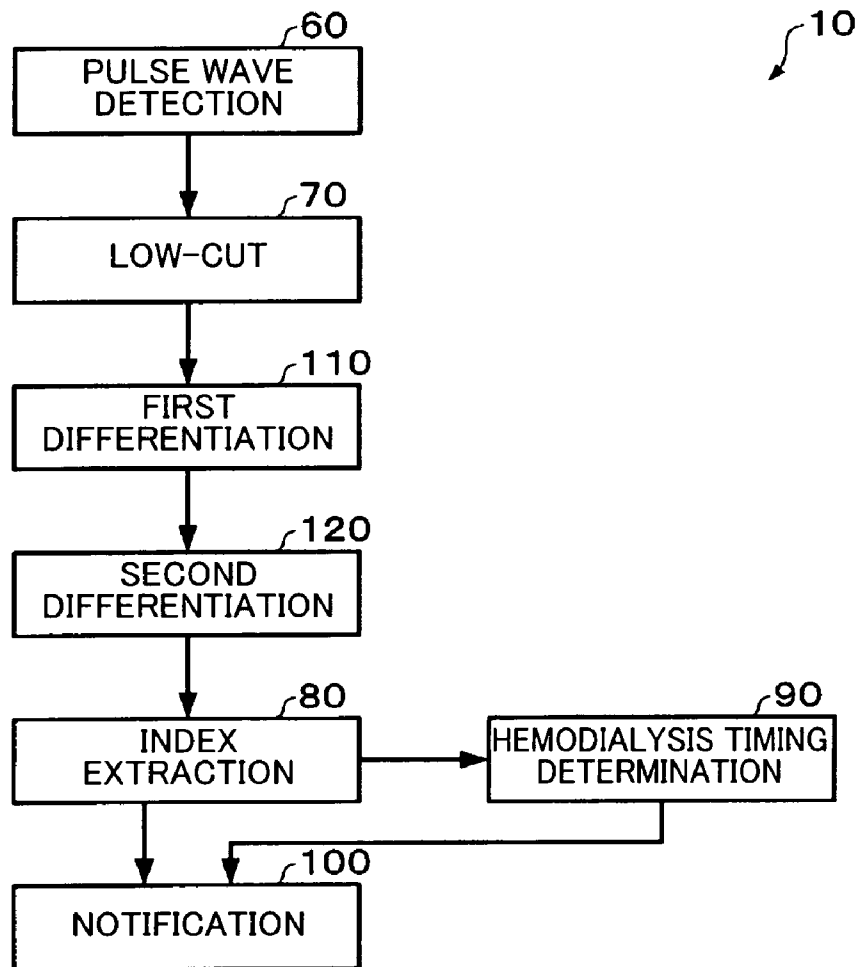 60
10
PULSE WAVE
DETECTION
70
LOW-CUT
110
FIRST
DIFFERENTIATION
120
SECOND
DIFFERENTIATION
80
90
INDEX
EXTRACTION
HEMODIALYSIS TIMING
DETERMINATION
100
NOTIFICATION